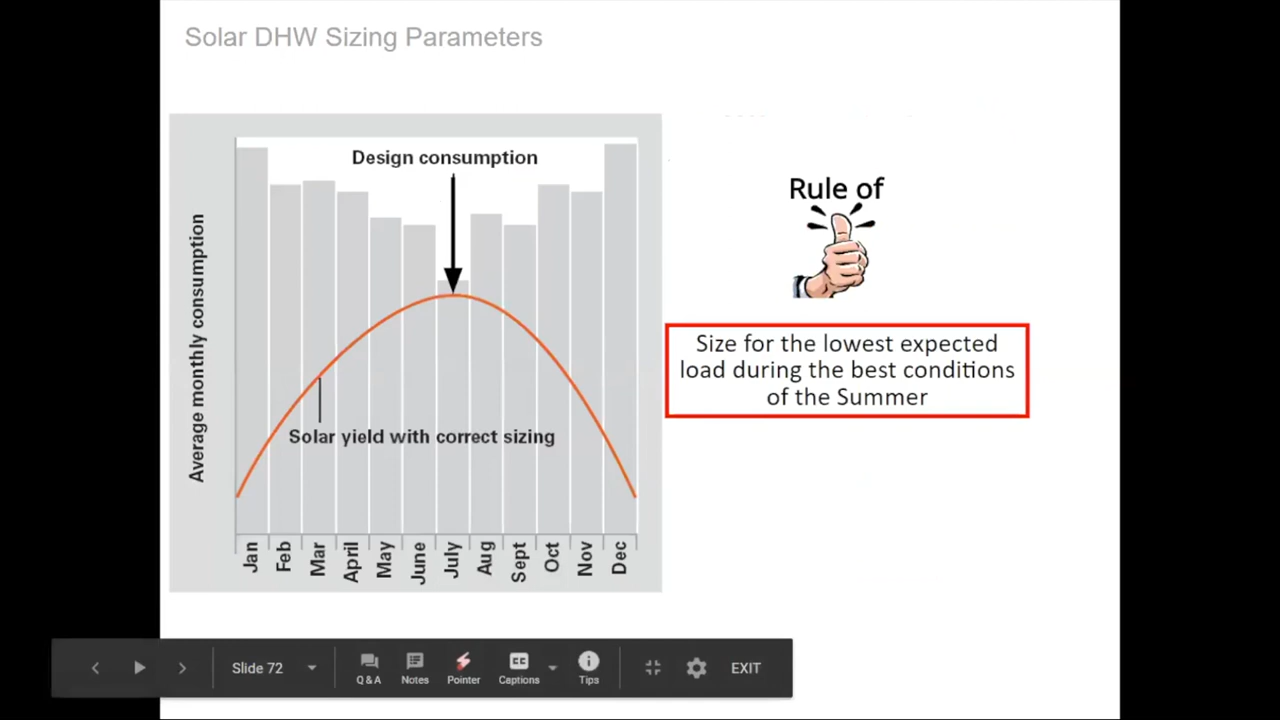 Solar DHW Sizing Parameters
Design consumption
Average monthly consumption
Solar yield with correct sizing
Jan
Feb
Mar
April
May
June
July
Aug
Sept
Oct
Nov
Dec
Rule of
Size for the lowest expected
load during the best conditions
of the Summer
Slide 72
Q & A
Notes
Pointer
CC
Captions
Tips
EXIT